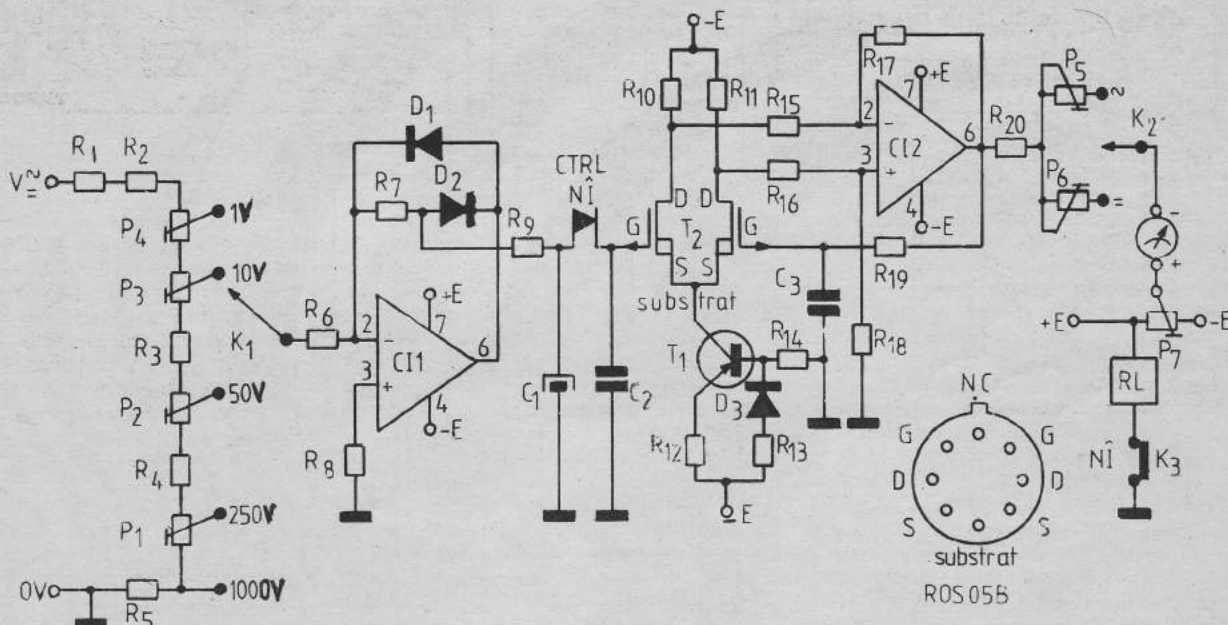 V≂
R1
R2
P4
1V
P3
10V
R3
P2
50V
R4
P1
250V
0V
R5
1000V
K1
R6
D1
R7
D2
R9
2
-
3
+
CI1
+E
7
6
4
-E
R8
CTRL
NÎ
C1
C2
-E
R10
R11
R15
R16
R17
D
D
G
T2
G
S
S
substrat
T1
R12
D3
R13
R14
E
C3
R18
R19
2
-
3
+
CI2
7
+E
6
4
-E
R20
P5
~
P6
=
K2
-
+
+E
-E
P7
RL
NÎ
K3
NC
G
G
D
D
S
S
substrat
ROS05B